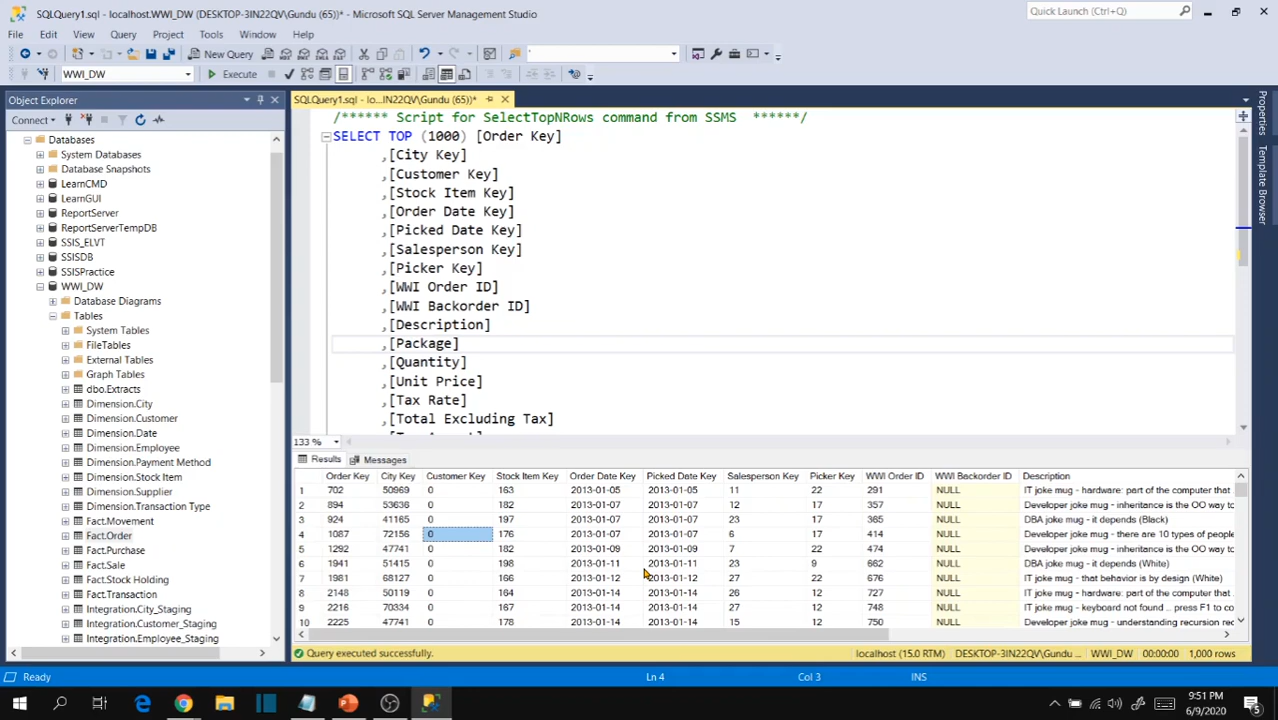 SQLQuery1.sql - localhost.WWI_DW (DESKTOP-3IN22QV\Gundu (65))* - Microsoft SQL Server Management Studio
Quick Launch (Ctrl+Q)
File Edit View Query Project Tools Window Help
New Query
WWI_DW Execute
Object Explorer
SQLQuery1.sql - lo...IN22QV\Gundu (65))*
Connect
Databases
System Databases
Database Snapshots
LearnCMD
LearnGUI
ReportServer
ReportServerTempDB
SSIS_ELVT
SSISDB
SSISPractice
WWI_DW
Database Diagrams
Tables
System Tables
FileTables
External Tables
Graph Tables
dbo.Extracts
Dimension.City
Dimension.Customer
Dimension.Date
Dimension.Employee
Dimension.Payment Method
Dimension.Stock Item
Dimension.Supplier
Dimension.Transaction Type
Fact.Movement
Fact.Order
Fact.Purchase
Fact.Sale
Fact.Stock Holding
Fact.Transaction
Integration.City_Staging
Integration.Customer_Staging
Integration.Employee_Staging
/****** Script for SelectTopNRows command from SSMS ******/
SELECT TOP (1000) [Order Key]
,[City Key]
,[Customer Key]
,[Stock Item Key]
,[Order Date Key]
,[Picked Date Key]
,[Salesperson Key]
,[Picker Key]
,[WWI Order ID]
,[WWI Backorder ID]
,[Description]
,[Package]
,[Quantity]
,[Unit Price]
,[Tax Rate]
,[Total Excluding Tax]
133 %
Results Messages
Order Key City Key Customer Key Stock Item Key Order Date Key Picked Date Key Salesperson Key Picker Key WWI Order ID WWI Backorder ID Description
1 702 50969 0 163 2013-01-05 2013-01-05 11 22 291 NULL IT joke mug - hardware: part of the computer that
2 894 53636 0 182 2013-01-07 2013-01-07 12 17 357 NULL Developer joke mug - inheritance is the OO way to
3 924 41165 0 197 2013-01-07 2013-01-07 23 17 365 NULL DBA joke mug - it depends (Black)
4 1087 72156 0 176 2013-01-07 2013-01-07 6 17 414 NULL Developer joke mug - there are 10 types of people
5 1292 47741 0 182 2013-01-09 2013-01-09 7 22 474 NULL Developer joke mug - inheritance is the OO way to
6 1941 51415 0 198 2013-01-11 2013-01-11 23 9 662 NULL DBA joke mug - it depends (White)
7 1981 68127 0 166 2013-01-12 2013-01-12 27 22 676 NULL IT joke mug - that behavior is by design (White)
8 2148 50119 0 164 2013-01-14 2013-01-14 26 12 727 NULL IT joke mug - hardware: part of the computer that
9 2216 70334 0 167 2013-01-14 2013-01-14 27 12 748 NULL IT joke mug - keyboard not found ... press F1 to
10 2225 47741 0 178 2013-01-14 2013-01-14 15 12 750 NULL Developer joke mug - understanding recursion
Query executed successfully. localhost (15.0 RTM) DESKTOP-3IN22QV\Gundu ... WWI_DW 00:00:00 1,000 rows
Properties
Template Browser
Ready Ln 4 Col 3 INS
9:51 PM
6/9/2020
5